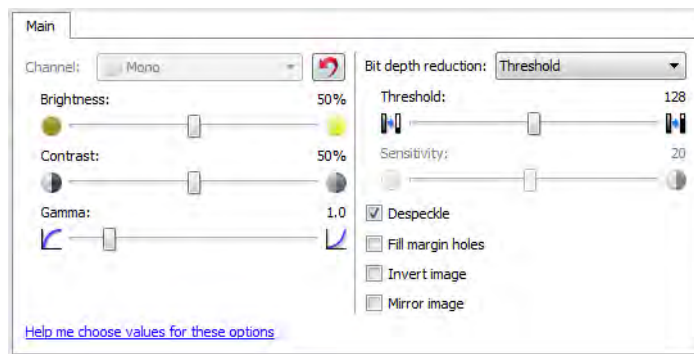 Main
Channel: Mono
Brightness: 50%
Contrast: 50%
Gamma: 1.0
Help me choose values for these options
Bit depth reduction: Threshold
Threshold: 128
Sensitivity: 20
Despeckle
Fill margin holes
Invert image
Mirror image